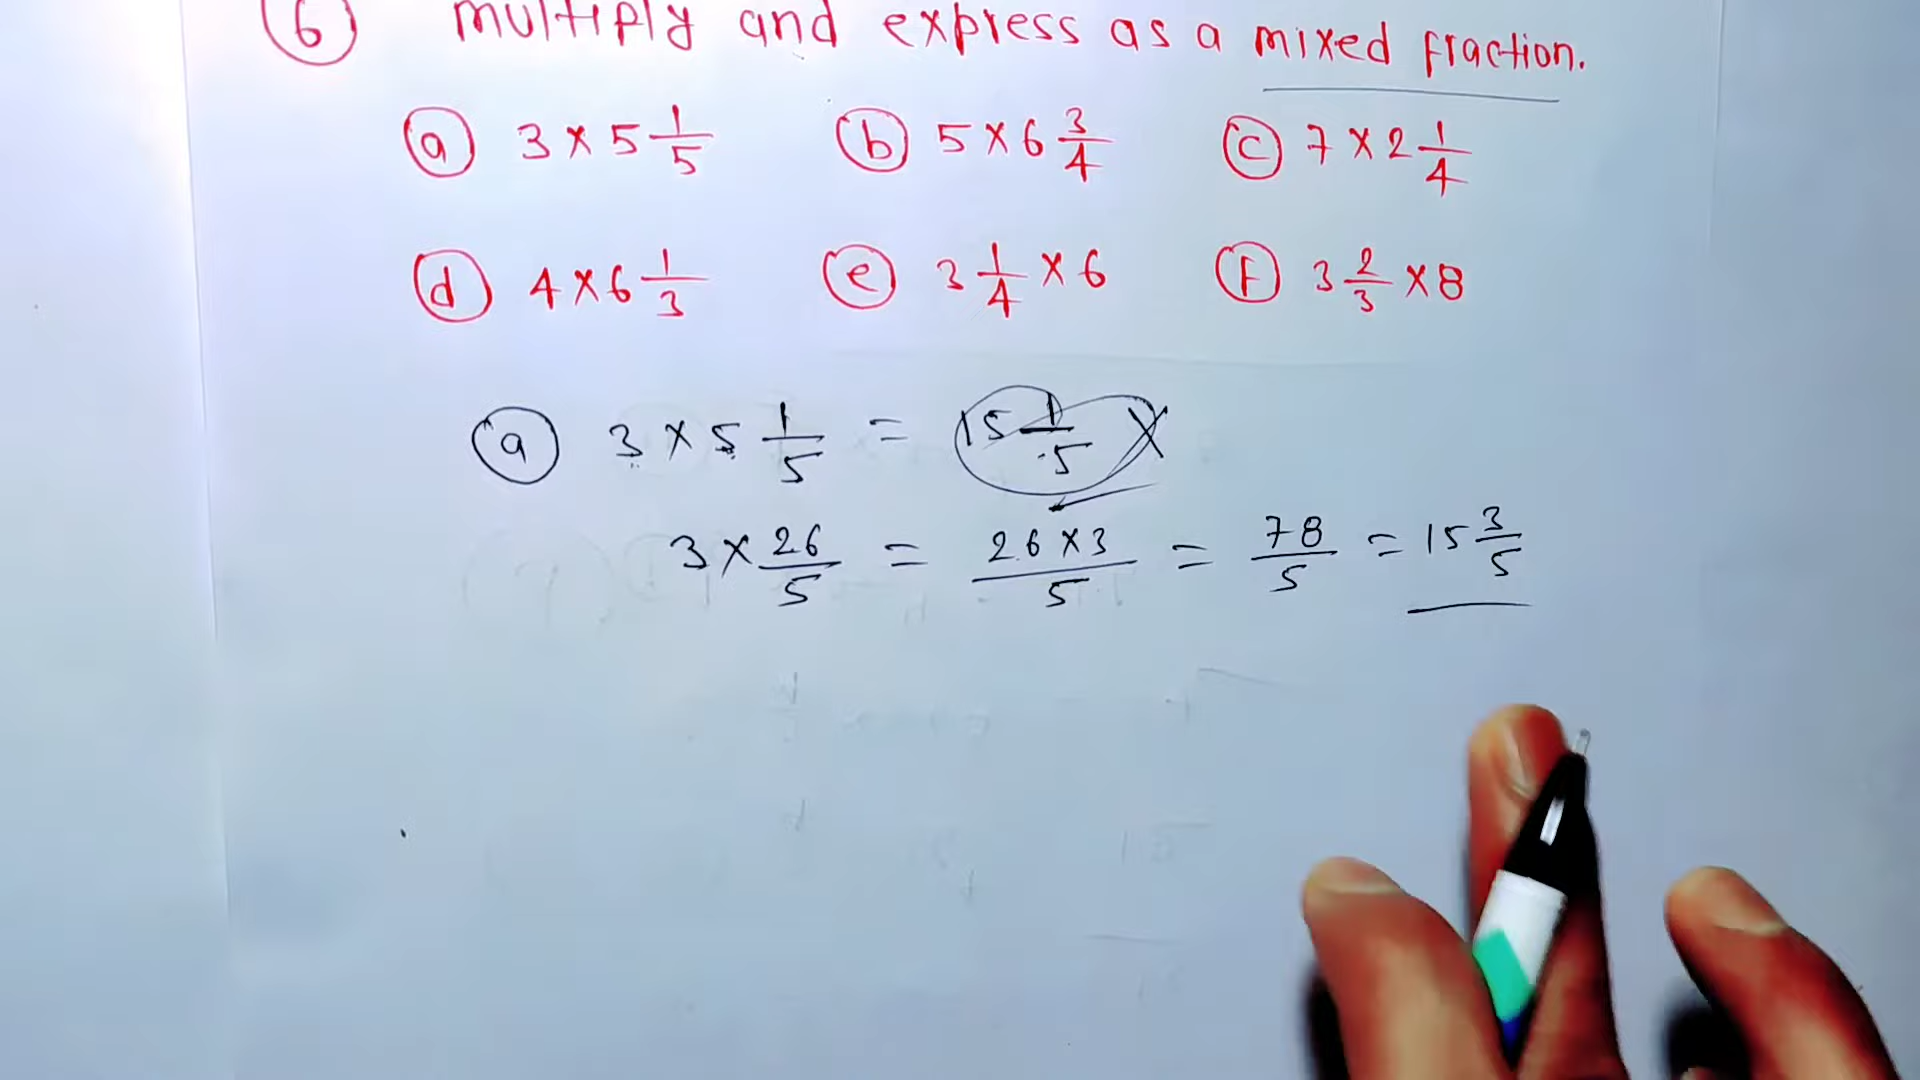 6 multiply and express as a mixed fraction.
a 3 × 5 1/5 b 5 × 6 3/4 c 7 × 2 1/4
d 4 × 6 1/3 e 3 1/4 × 6 f 3 2/3 × 8
a 3 × 5 1/5 = 15 1/5 X
3 × 26/5 = 26 × 3/5 = 78/5 = 15 3/5